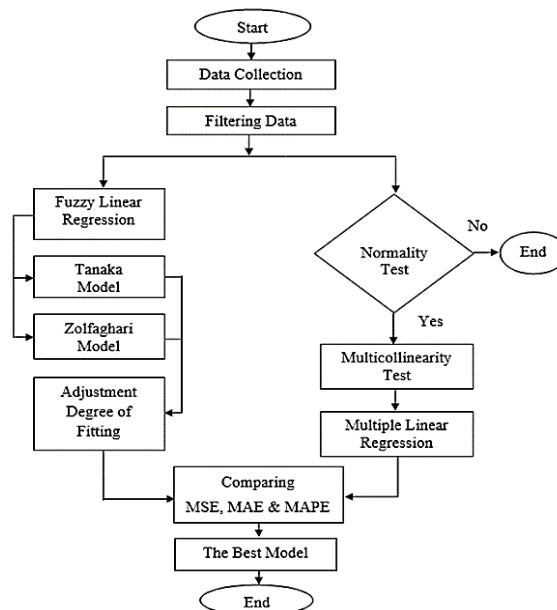 Start
Data Collection
Filtering Data
Fuzzy Linear
Regression
Tanaka
Model
Zolfaghari
Model
Adjustment
Degree of
Fitting
Normality
Test
No
End
Yes
Multicollinearity
Test
Multiple Linear
Regression
Comparing
MSE, MAE & MAPE
The Best Model
End